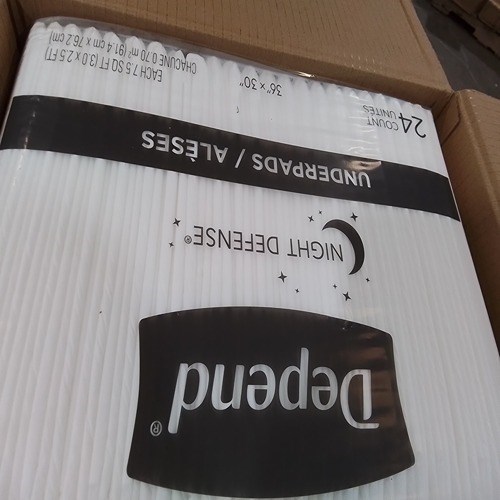 Depend®
NIGHT DEFENSE®
UNDERPADS / ALÈSES
24 COUNT
UNITÉS
36" x 30"
EACH 7.5 SQ FT (3.0 x 2.5 FT)
CHACUNE 0.70 m² (91.4 cm x 76.2 cm)